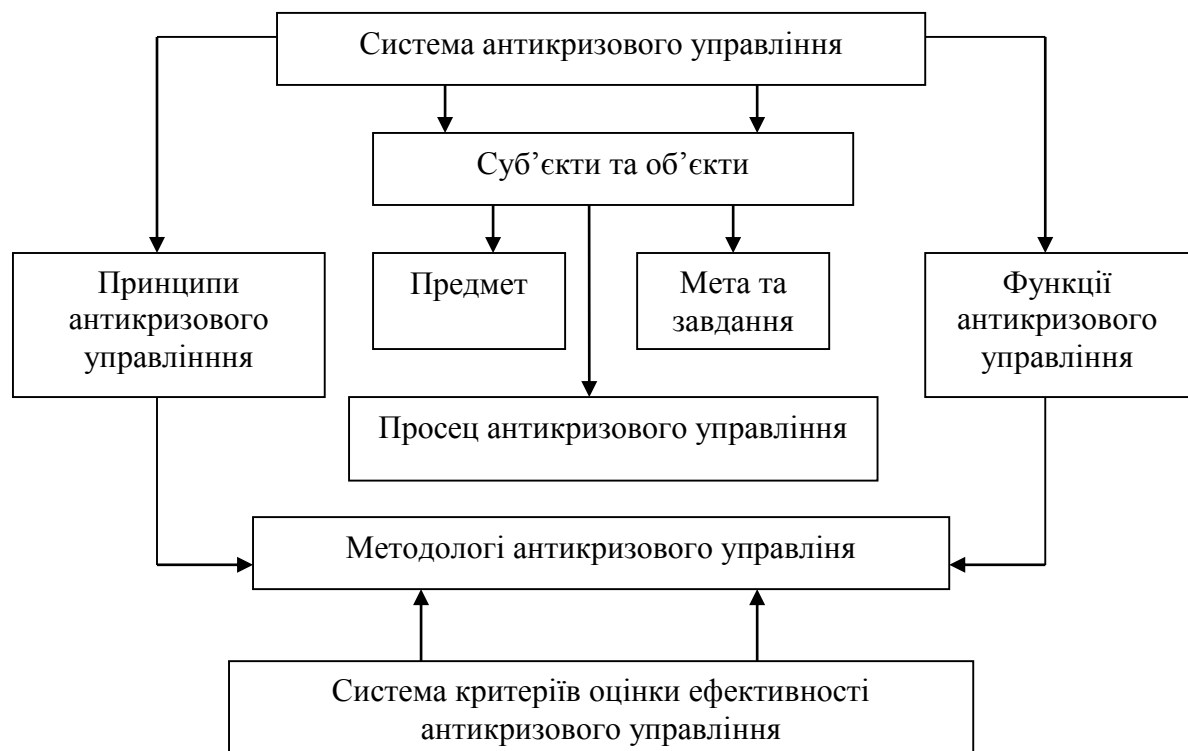 Система антикризового управління
Суб’єкти та об’єкти
Принципи
антикризового
управлінння
Предмет
Мета та
завдання
Функції
антикризового
управління
Просец антикризового управління
Методологі антикризового управліня
Система критеріїв оцінки ефективності
антикризового управління